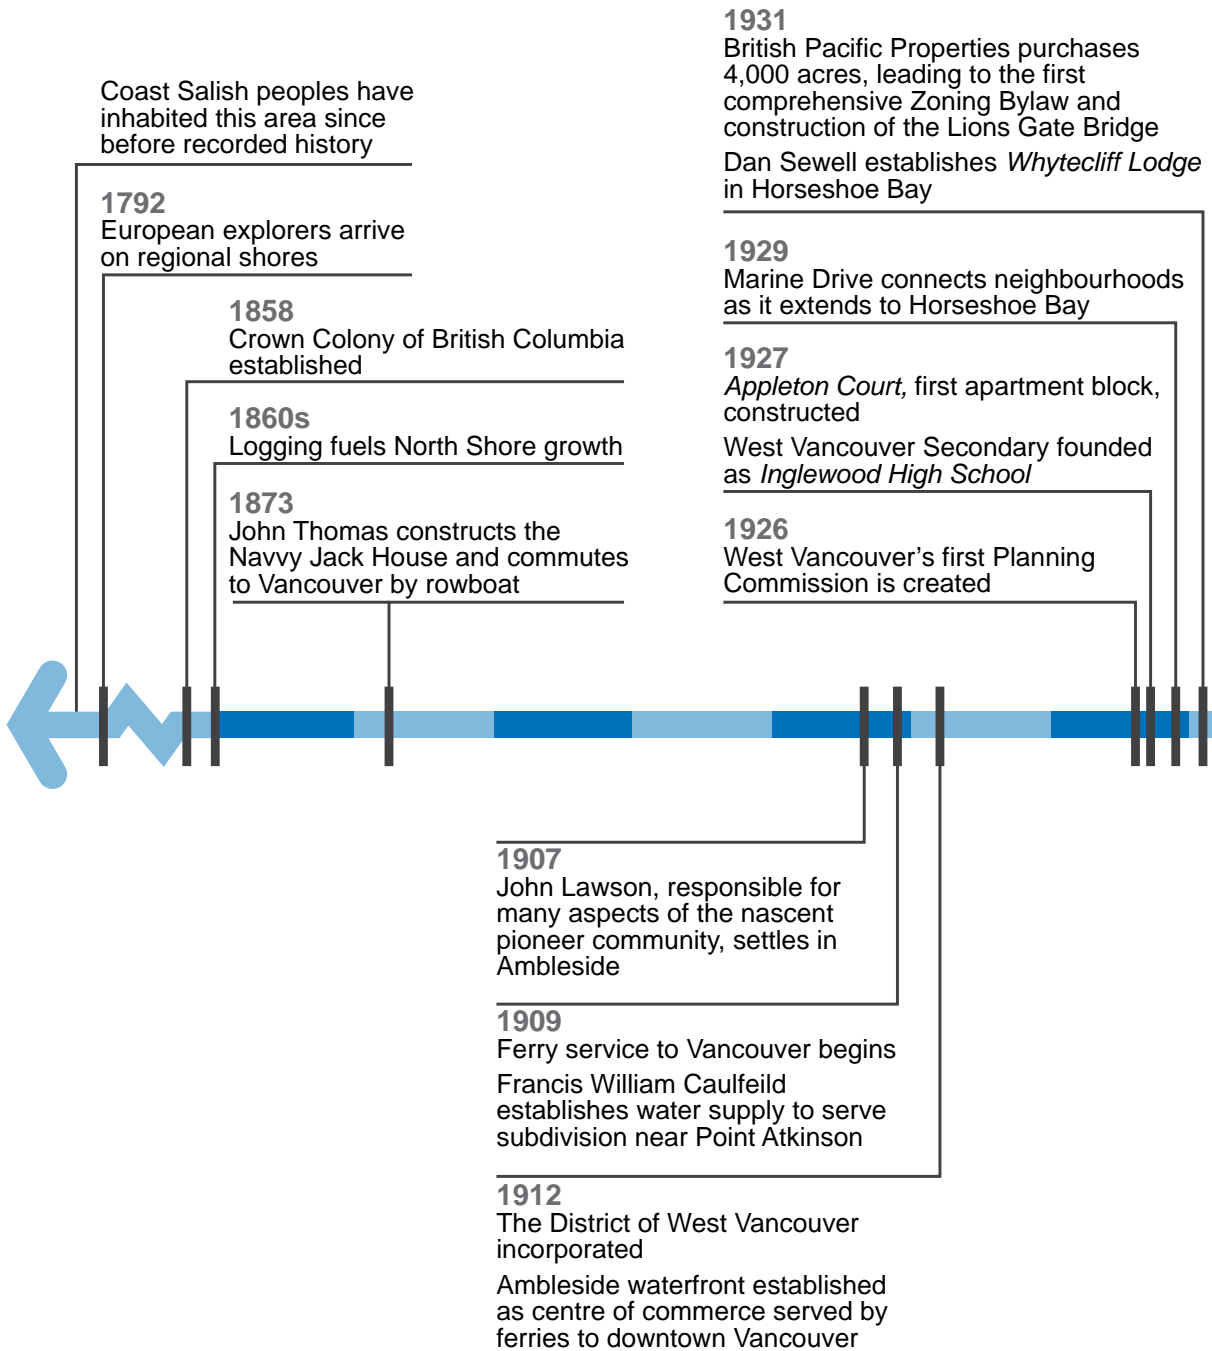 Coast Salish peoples have
inhabited this area since
before recorded history
1792
European explorers arrive
on regional shores
1858
Crown Colony of British Columbia
established
1860s
Logging fuels North Shore growth
1873
John Thomas constructs the
Navvy Jack House and commutes
to Vancouver by rowboat
1931
British Pacific Properties purchases
4,000 acres, leading to the first
comprehensive Zoning Bylaw and
construction of the Lions Gate Bridge
Dan Sewell establishes Whytecliff Lodge
in Horseshoe Bay
1929
Marine Drive connects neighbourhoods
as it extends to Horseshoe Bay
1927
Appleton Court, first apartment block,
constructed
West Vancouver Secondary founded
as Inglewood High School
1926
West Vancouver's first Planning
Commission is created
1907
John Lawson, responsible for
many aspects of the nascent
pioneer community, settles in
Ambleside
1909
Ferry service to Vancouver begins
Francis William Caulfeild
establishes water supply to serve
subdivision near Point Atkinson
1912
The District of West Vancouver
incorporated
Ambleside waterfront established
as centre of commerce served by
ferries to downtown Vancouver